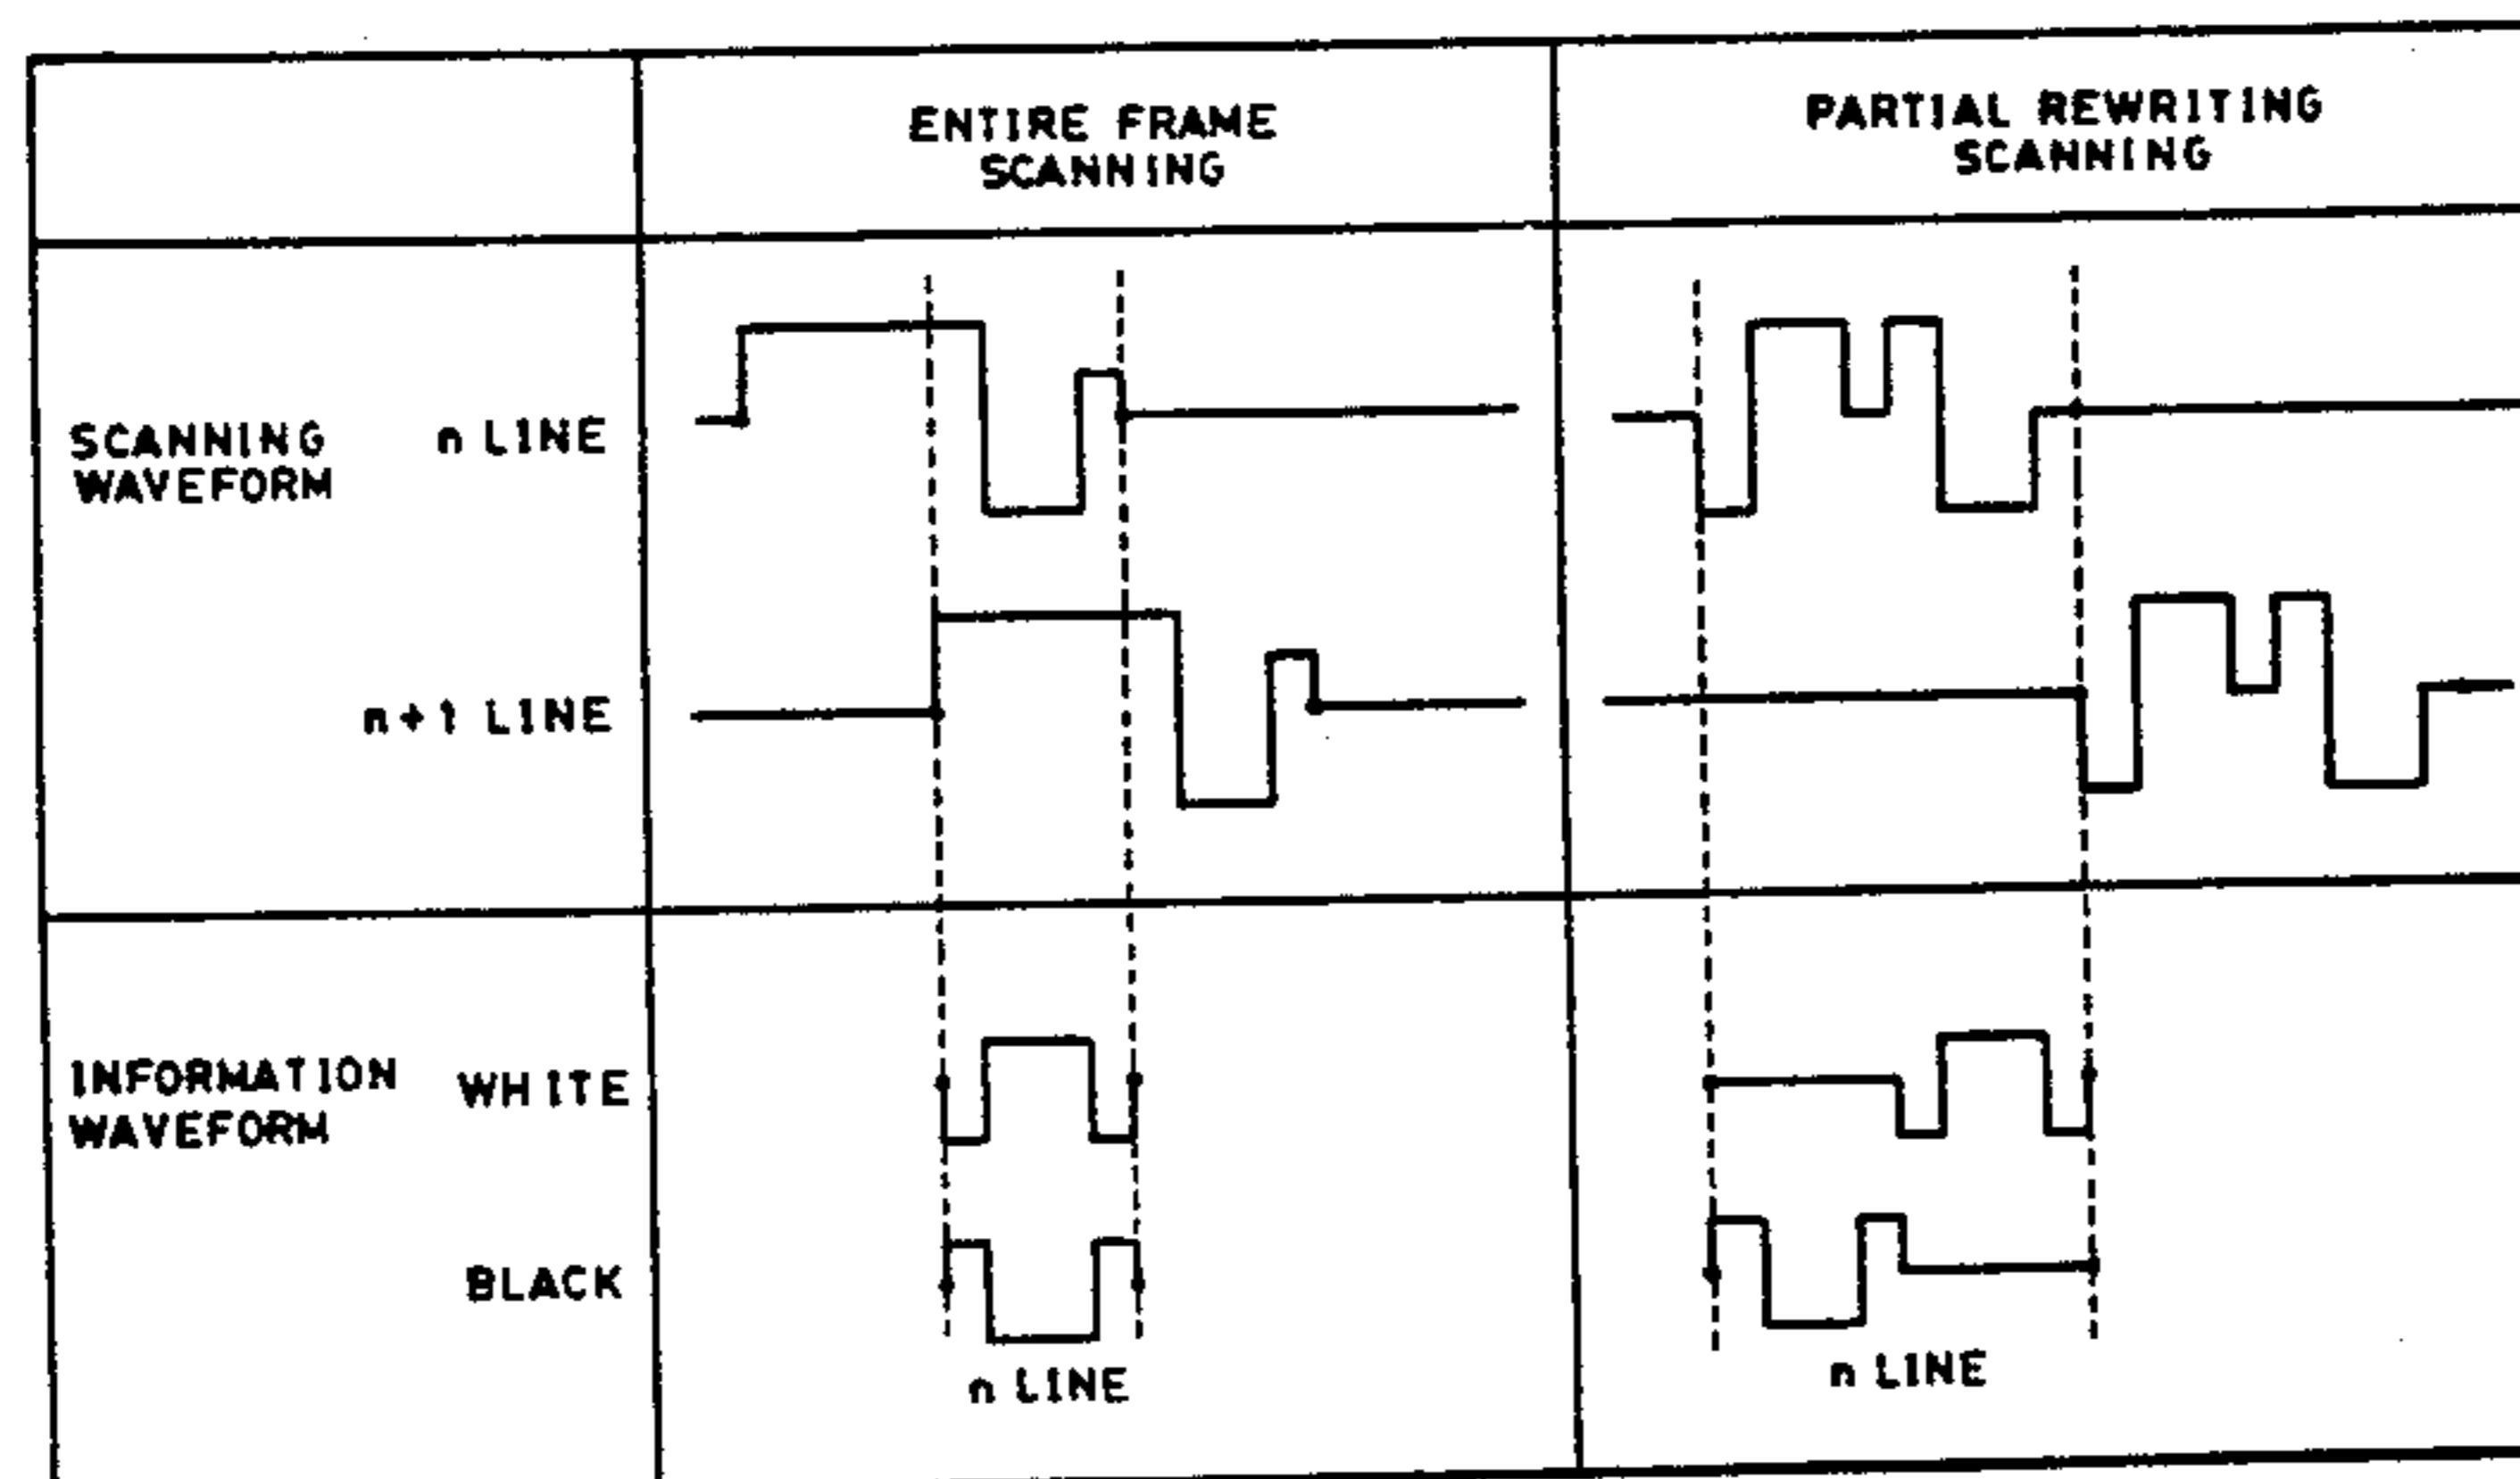 ENTIRE FRAME
SCANNING
PARTIAL REWRITING
SCANNING
SCANNING
WAVEFORM
n LINE
n+1 LINE
INFORMATION
WAVEFORM
WHITE
BLACK
n LINE
n LINE